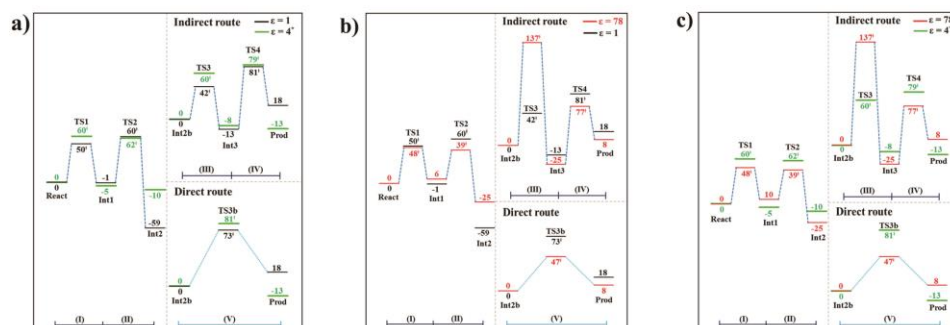 a)
Indirect route
ε = 1
ε = 4*
TS4
79'
81'
TS3
60'
42'
18
0
0
Int2b
-8
-13
Int3
-13
Prod
(III)
(IV)
TS1
60'
50'
TS2
60'
62'
0
0
React
-1
-5
Int1
-10
-59
Int2
Direct route
TS3b
81'
73'
18
0
0
Int2b
-13
Prod
(I)
(II)
(V)
b)
Indirect route
ε = 78
ε = 1
137'
TS3
42'
TS4
81'
77'
18
8
Prod
0
0
Int2b
-13
-25
Int3
(III)
(IV)
TS1
50'
48'
TS2
60'
39'
0
0
React
6
-1
Int1
-25
-59
Int2
Direct route
TS3b
73'
47'
18
8
Prod
0
0
Int2b
(I)
(II)
(V)
c)
Indirect route
ε = 78
137'
TS3
60'
TS4
79'
77'
8
-13
Prod
0
0
Int2b
-8
-25
Int3
(III)
(IV)
TS1
60'
48'
TS2
62'
39'
0
0
React
10
-5
Int1
-10
-25
Int2
Direct route
TS3b
81'
47'
8
-13
Prod
0
0
Int2b
(I)
(II)
(V)